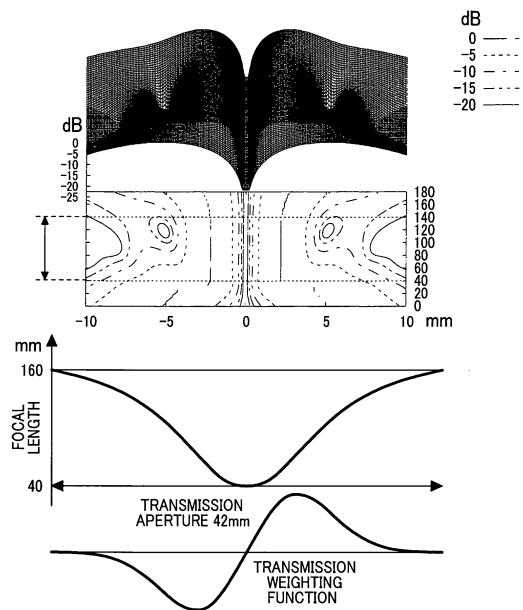 dB
0
-5
-10
-15
-20
dB
0
-5
-10
-15
-20
-25
180
160
140
120
100
80
60
40
20
0
-10 -5 0 5 10 mm
mm
160
FOCAL
LENGTH
40
TRANSMISSION
APERTURE 42mm
TRANSMISSION
WEIGHTING
FUNCTION